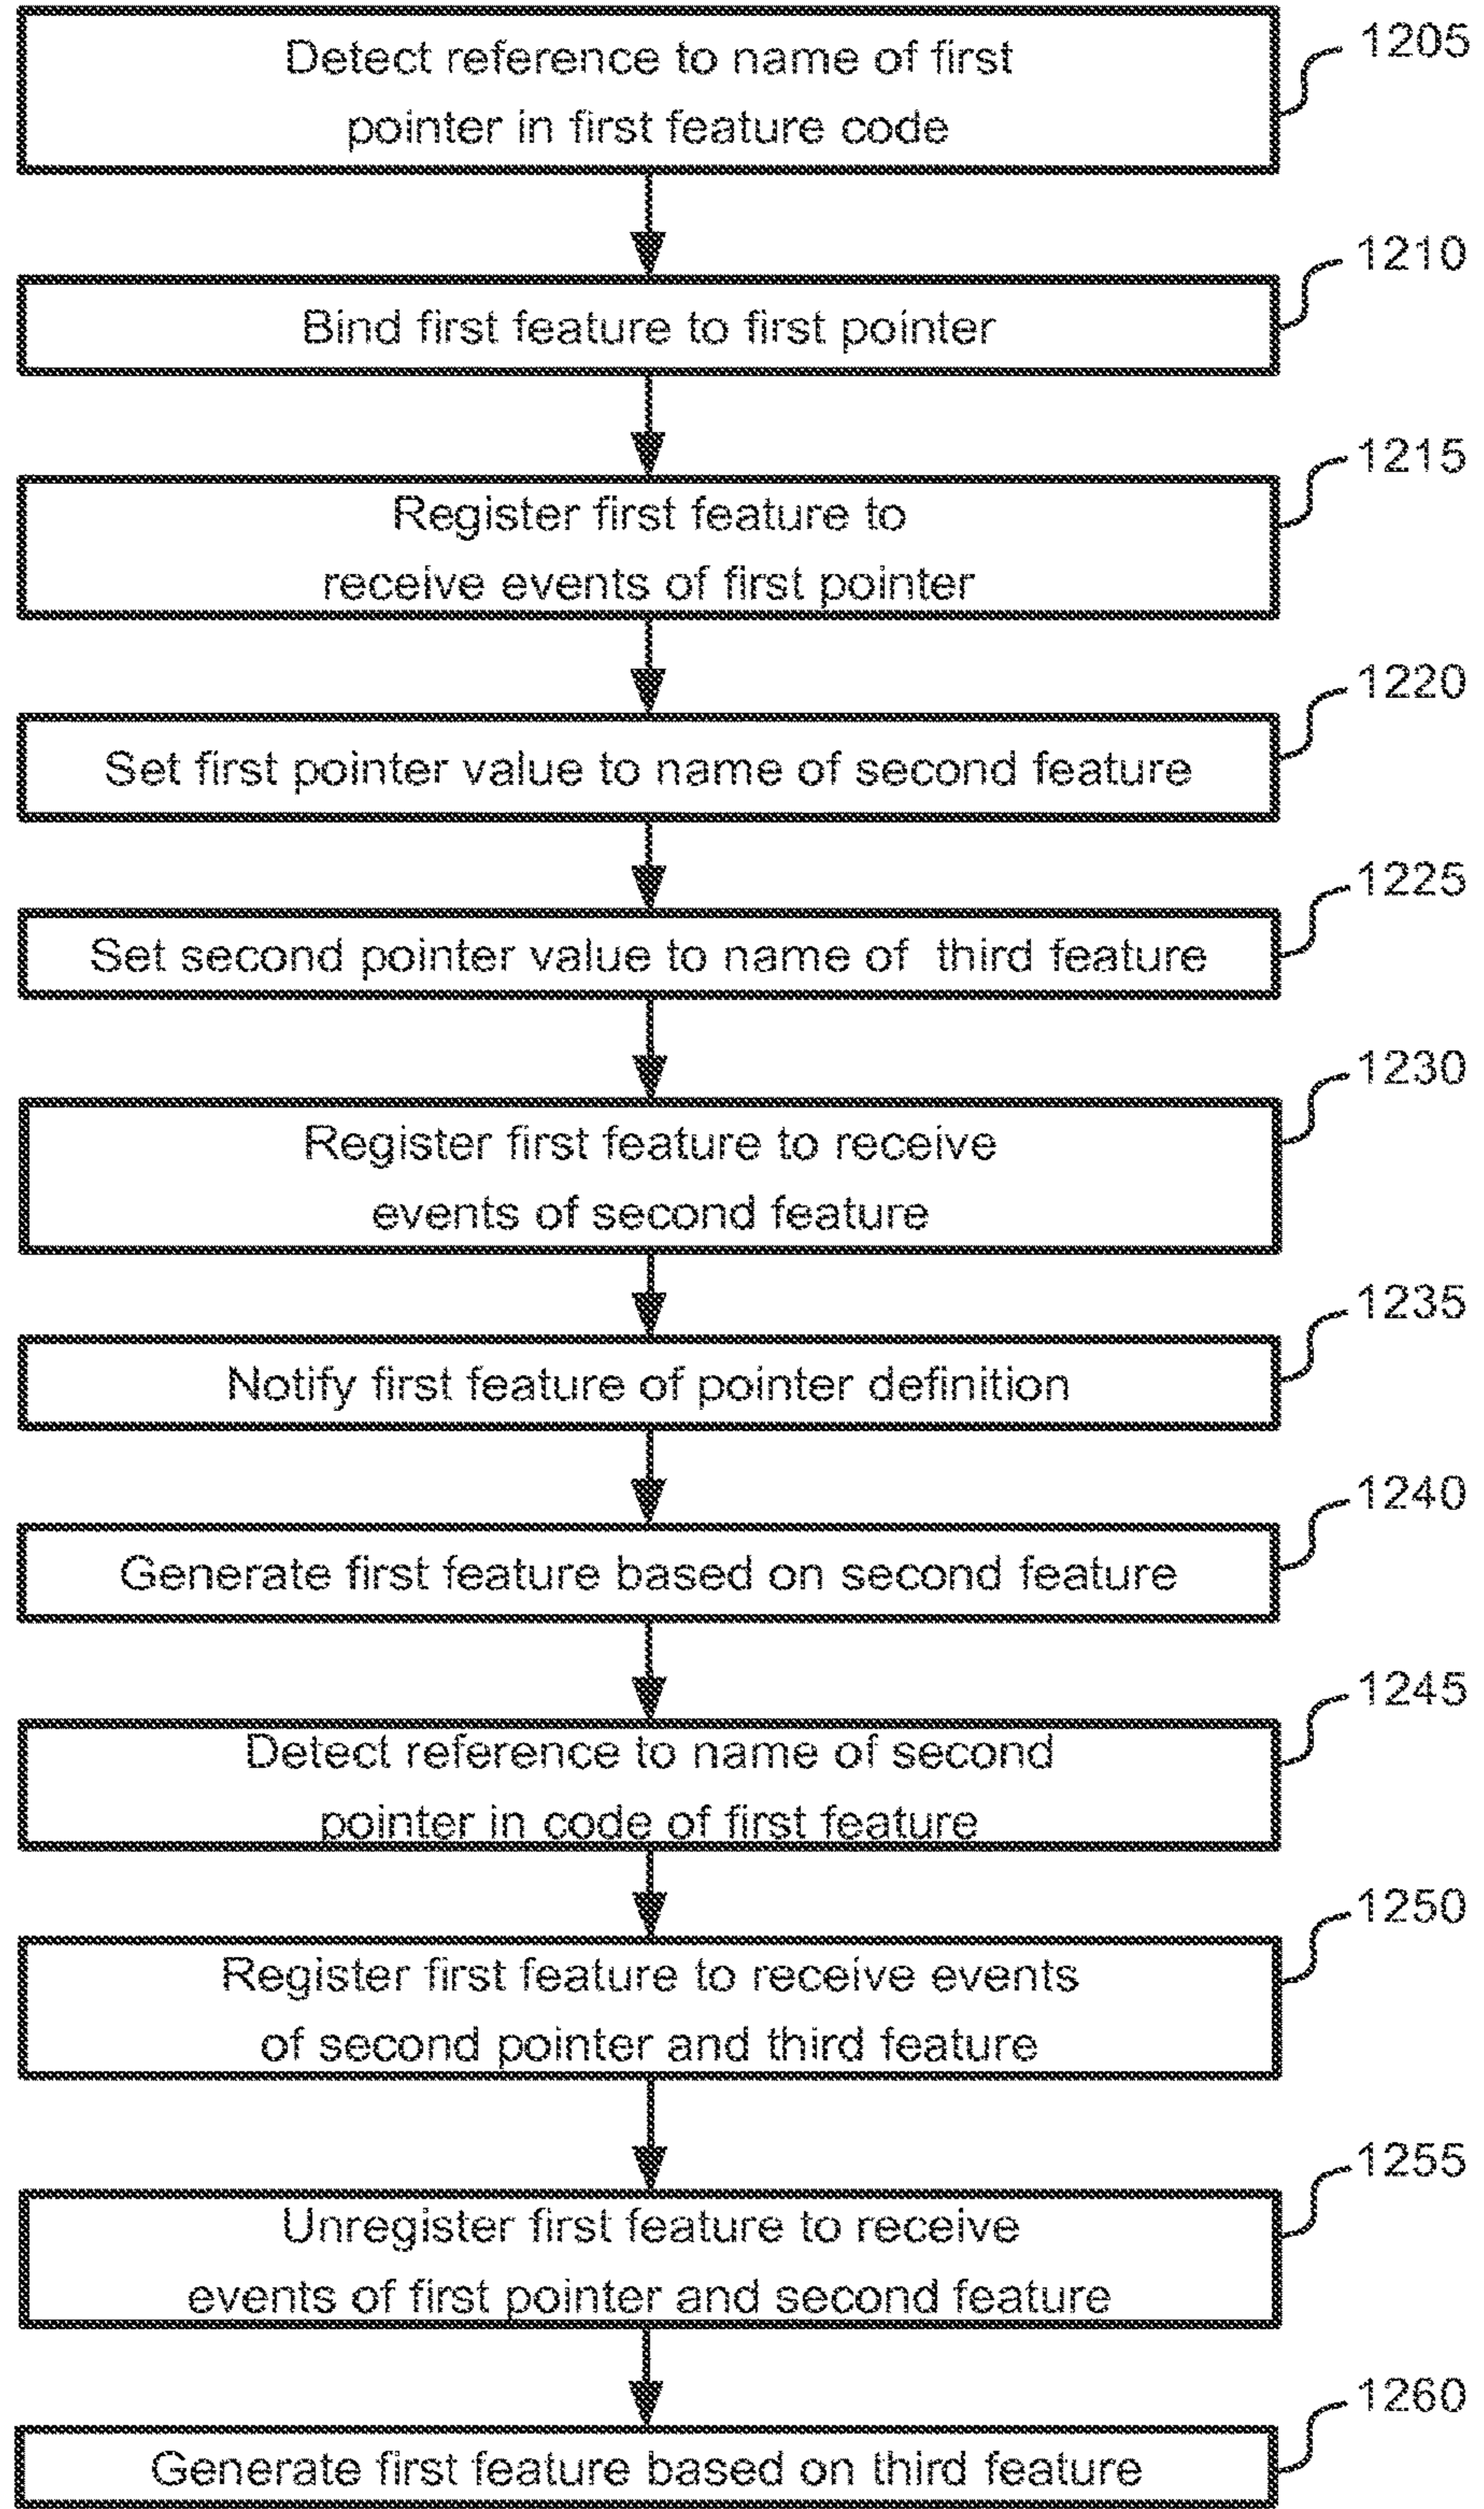 Detect reference to name of first
pointer in first feature code
1205
Bind first feature to first pointer
1210
Register first feature to
receive events of first pointer
1215
Set first pointer value to name of second feature
1220
Set second pointer value to name of third feature
1225
Register first feature to receive
events of second feature
1230
Notify first feature of pointer definition
1235
Generate first feature based on second feature
1240
Detect reference to name of second
pointer in code of first feature
1245
Register first feature to receive events
of second pointer and third feature
1250
Unregister first feature to receive
events of first pointer and second feature
1255
Generate first feature based on third feature
1260